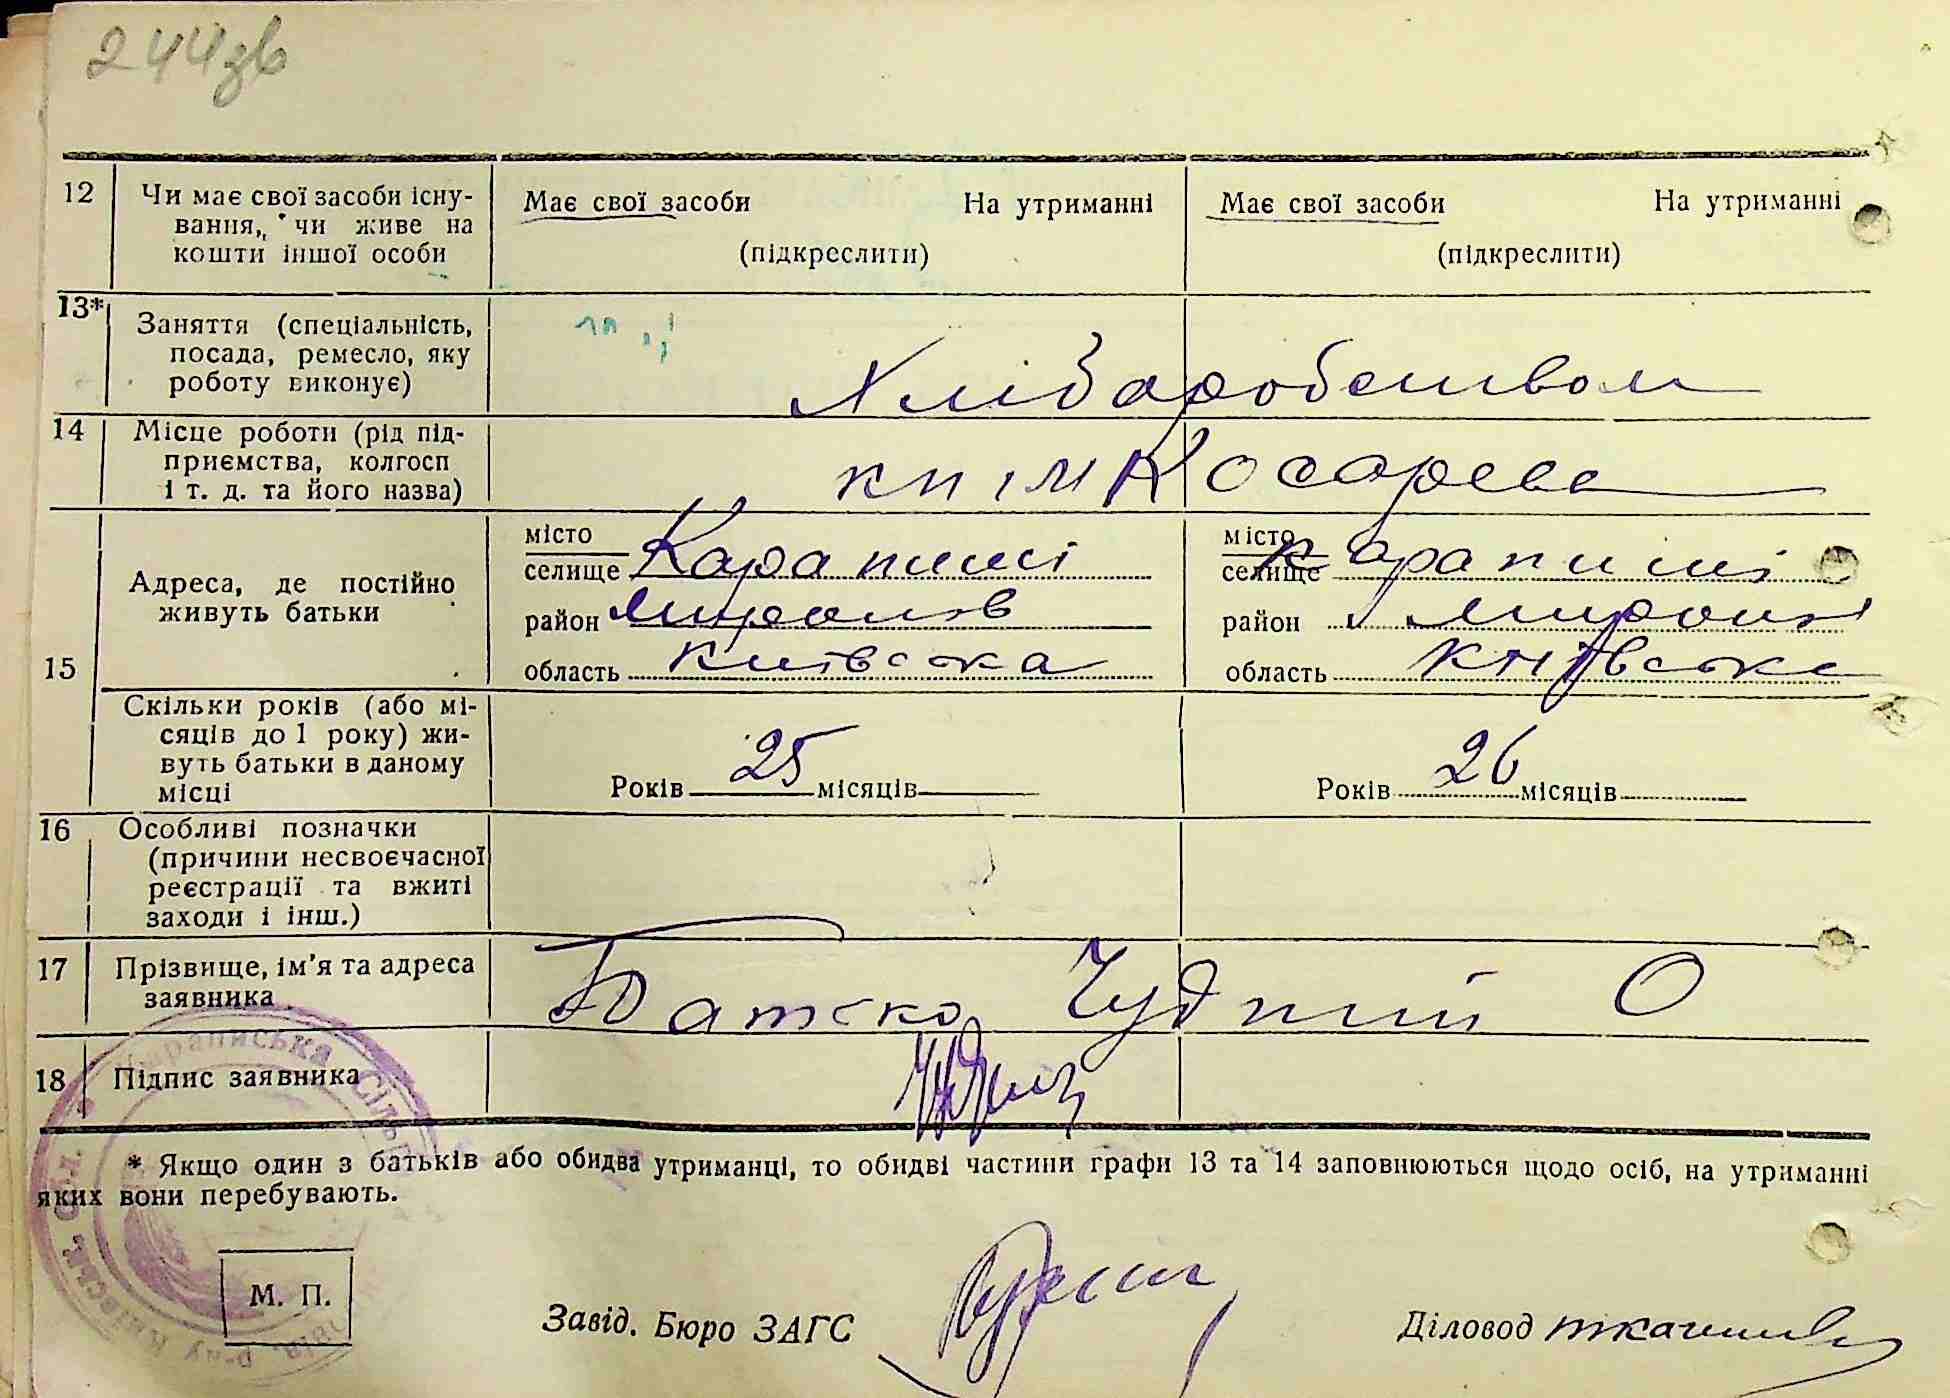 244зв
12 Чи має свої засоби існу- Має свої засоби На утриманні Має свої засоби На утриманні
вання, чи живе на
кошти іншої особи (підкреслити) (підкреслити)
13* Заняття (спеціальність,
посада, ремесло, яку
роботу виконує) Хліборобством
14 Місце роботи (рід під-
приємства, колгосп
і т. д. та його назва) ім Косарева
15 Адреса, де постійно
живуть батьки
місто
селище Карапиші
район Миронів
область Київська
місто
селище Карапиші
район
область Київська
Скільки років (або мі-
сяців до 1 року) жи-
вуть батьки в даному
місці Років 25 місяців Років 26 місяців
16 Особливі позначки
(причини несвоєчасної
реєстрації та вжиті
заходи і інш.)
17 Прізвище, ім'я та адреса
заявника Батько Чудний О
18 Підпис заявника
* Якщо один з батьків або обидва утриманці, то обидві частини графи 13 та 14 заповнюються щодо осіб, на утриманні
яких вони перебувають.
Караписька Сіль
р-ну Київськ. Обл.
М. П.
Завід. Бюро ЗАГС Діловод